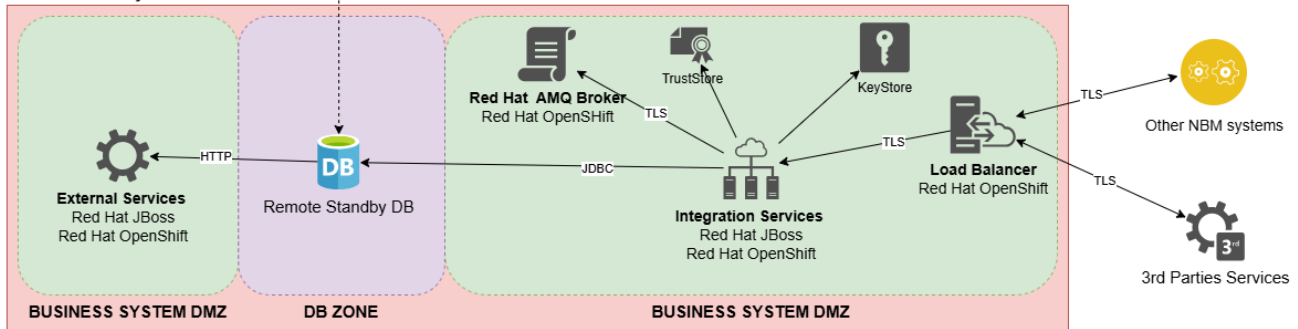 Red Hat  AMQ Broker
Red Hat OpenSHift
TrustStore
KeyStore
TLS
TLS
TLS
TLS
HTTP
JDBC
DB
Other NBM systems
External Services
Red Hat JBoss
Red Hat OpenShift
Remote Standby DB
Integration Services
Red Hat JBoss
Red Hat OpenShift
Load Balancer
Red Hat OpenShift
3rd
3rd Parties Services
BUSINESS SYSTEM DMZ
DB ZONE
BUSINESS SYSTEM DMZ